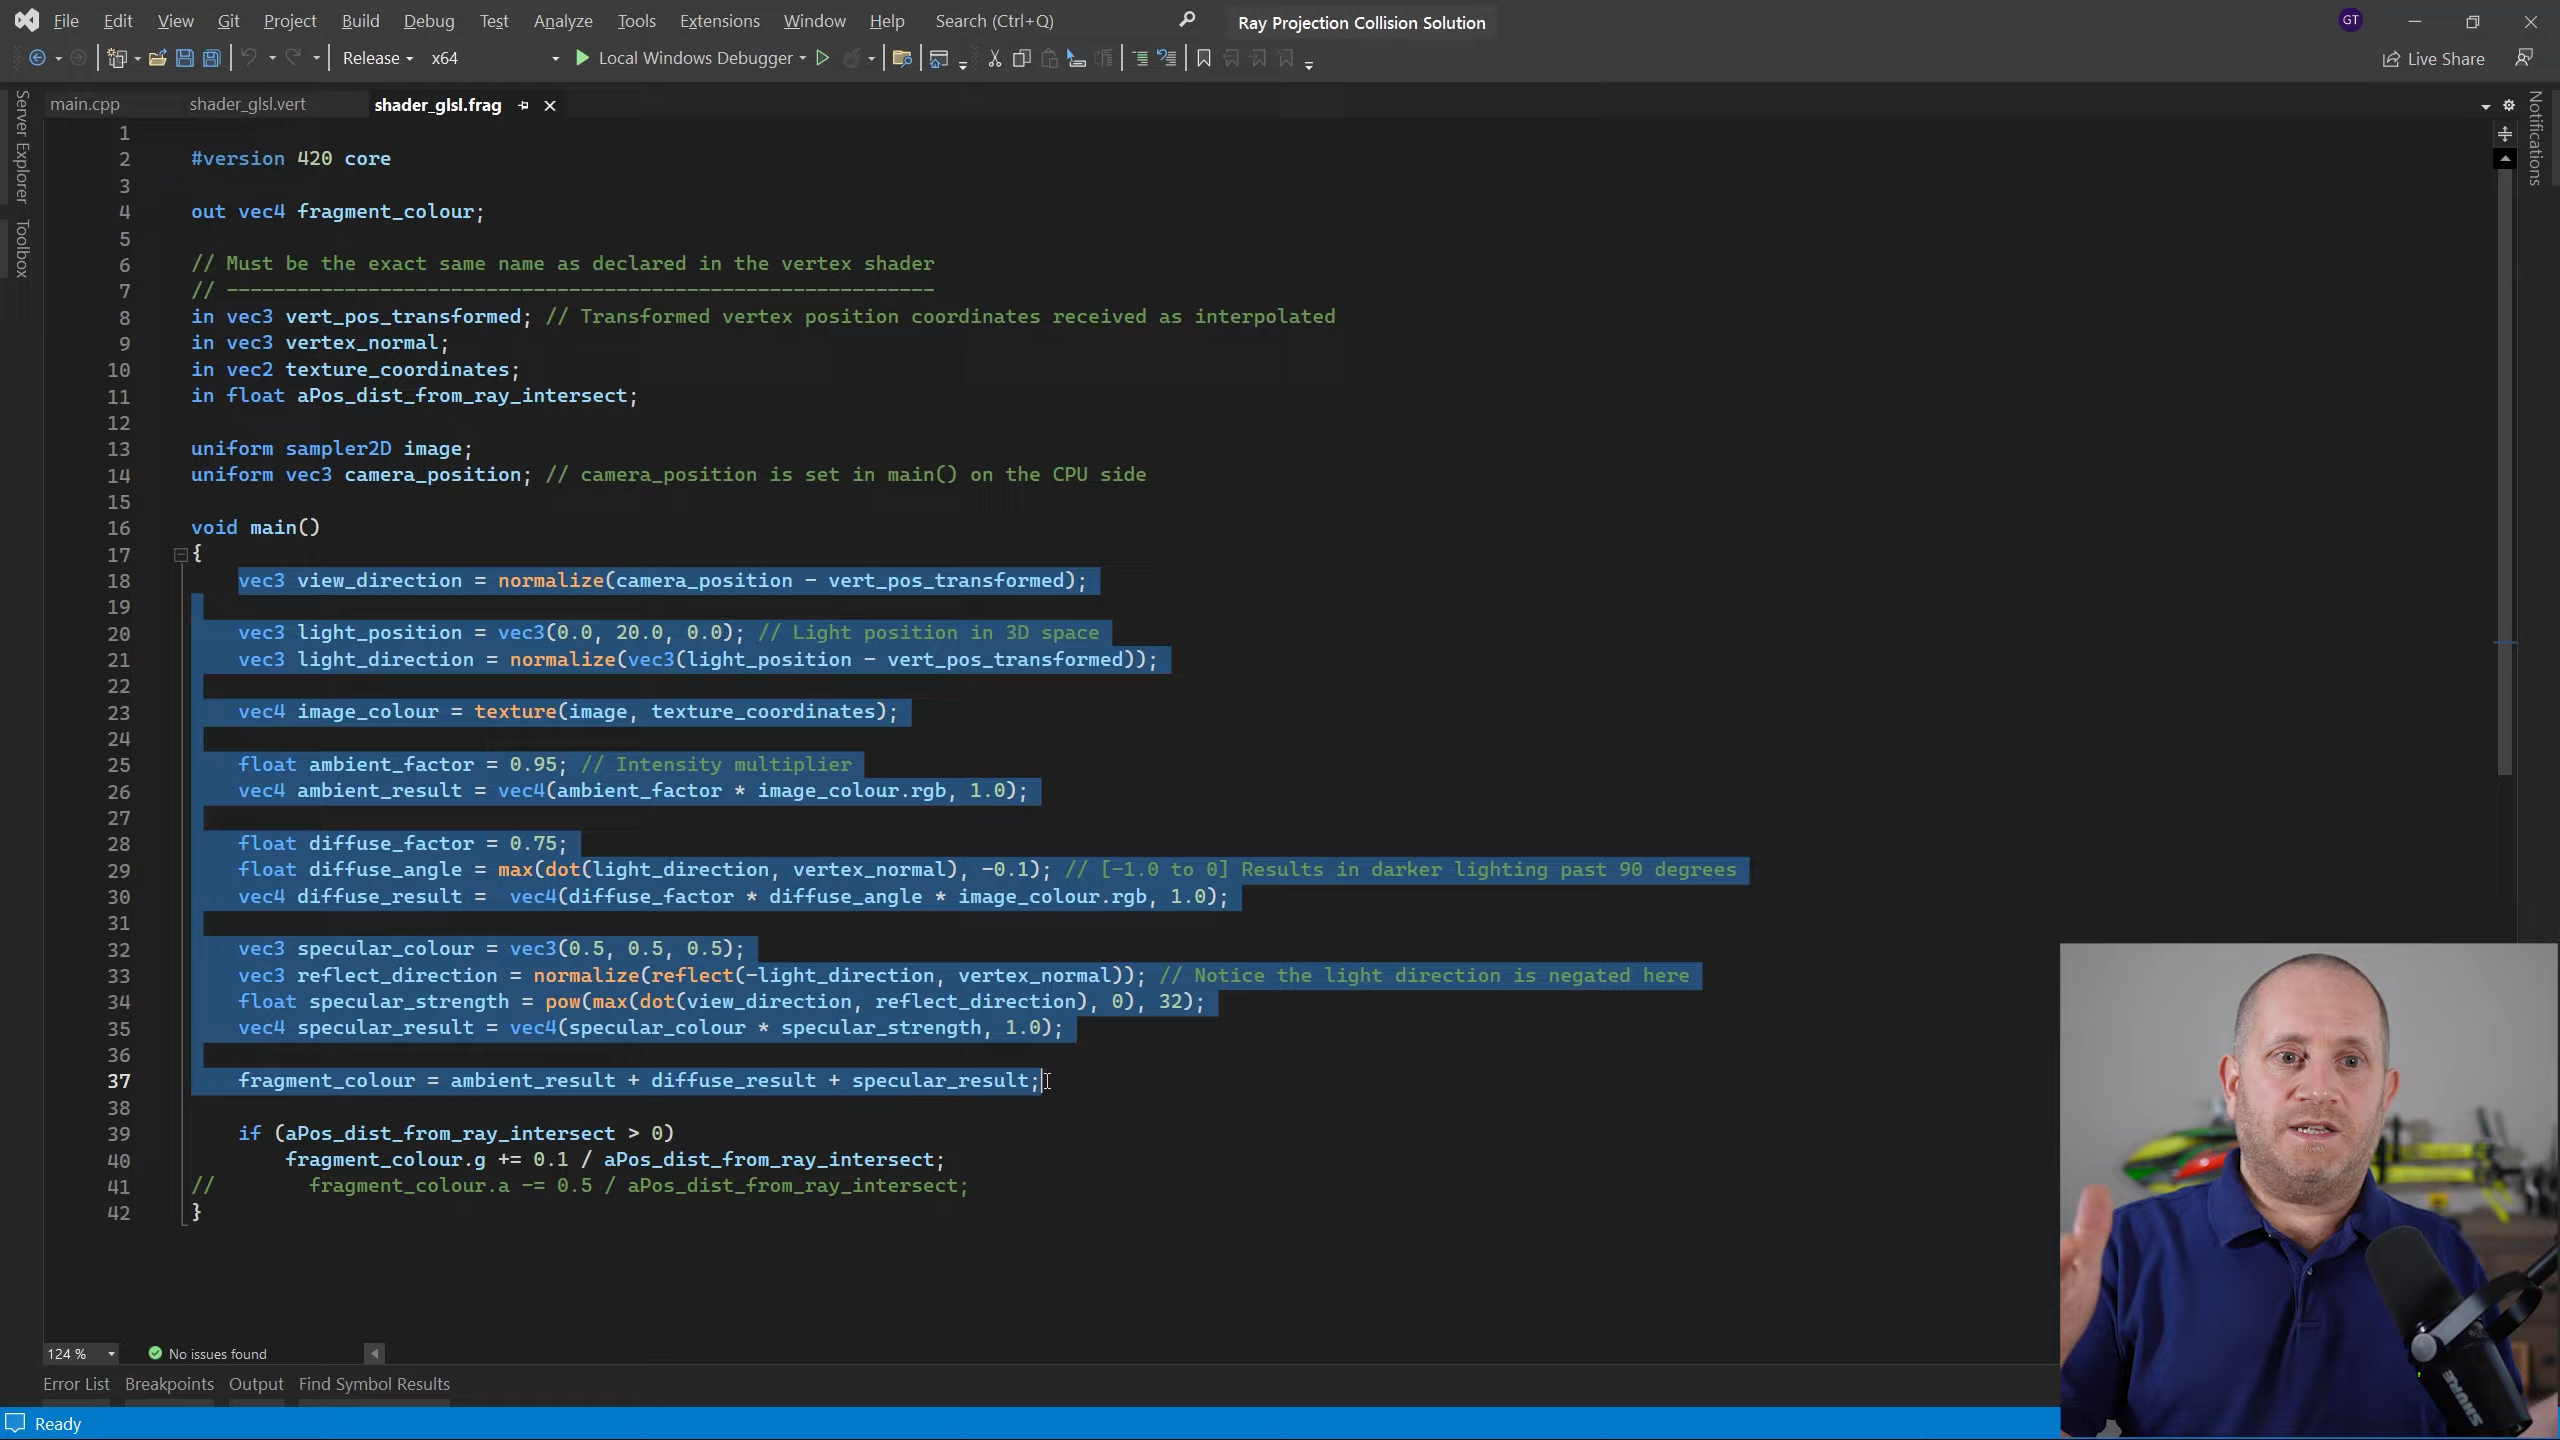 File Edit View Git Project Build Debug Test Analyze Tools Extensions Window Help Search (Ctrl+Q) Ray Projection Collision Solution GT
Release x64 Local Windows Debugger Live Share
Server Explorer
Toolbox
Notifications
main.cpp shader_glsl.vert shader_glsl.frag
1
2 #version 420 core
3
4 out vec4 fragment_colour;
5
6 // Must be the exact same name as declared in the vertex shader
7 // ------------------------------------------------------------
8 in vec3 vert_pos_transformed; // Transformed vertex position coordinates received as interpolated
9 in vec3 vertex_normal;
10 in vec2 texture_coordinates;
11 in float aPos_dist_from_ray_intersect;
12
13 uniform sampler2D image;
14 uniform vec3 camera_position; // camera_position is set in main() on the CPU side
15
16 void main()
17 {
18 vec3 view_direction = normalize(camera_position - vert_pos_transformed);
19
20 vec3 light_position = vec3(0.0, 20.0, 0.0); // Light position in 3D space
21 vec3 light_direction = normalize(vec3(light_position - vert_pos_transformed));
22
23 vec4 image_colour = texture(image, texture_coordinates);
24
25 float ambient_factor = 0.95; // Intensity multiplier
26 vec4 ambient_result = vec4(ambient_factor * image_colour.rgb, 1.0);
27
28 float diffuse_factor = 0.75;
29 float diffuse_angle = max(dot(light_direction, vertex_normal), -0.1); // [-1.0 to 0] Results in darker lighting past 90 degrees
30 vec4 diffuse_result =  vec4(diffuse_factor * diffuse_angle * image_colour.rgb, 1.0);
31
32 vec3 specular_colour = vec3(0.5, 0.5, 0.5);
33 vec3 reflect_direction = normalize(reflect(-light_direction, vertex_normal)); // Notice the light direction is negated here
34 float specular_strength = pow(max(dot(view_direction, reflect_direction), 0), 32);
35 vec4 specular_result = vec4(specular_colour * specular_strength, 1.0);
36
37 fragment_colour = ambient_result + diffuse_result + specular_result;
38
39 if (aPos_dist_from_ray_intersect > 0)
40 fragment_colour.g += 0.1 / aPos_dist_from_ray_intersect;
41 // fragment_colour.a -= 0.5 / aPos_dist_from_ray_intersect;
42 }
124 % No issues found
Error List Breakpoints Output Find Symbol Results
Ready
SHURE